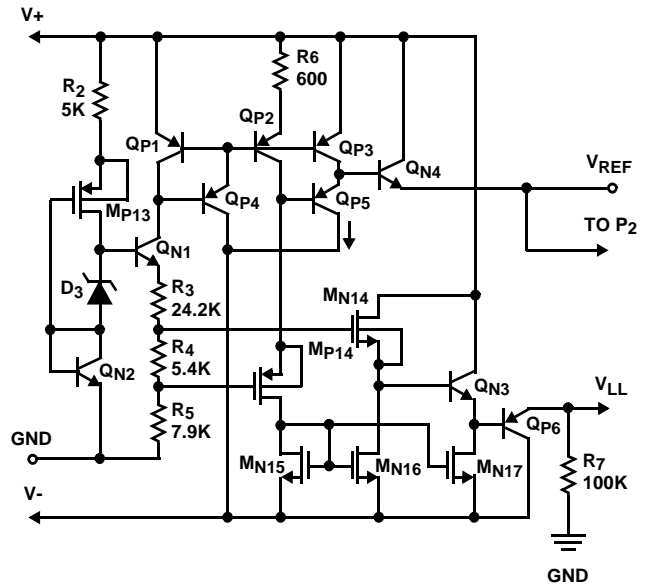 V+
R2
5K
R6
600
QP1
QP2
QP3
QN4
VREF
MP13
QP4
QP5
TO P2
QN1
D3
R3
24.2K
MN14
MP14
R4
5.4K
QN2
QN3
VLL
R5
7.9K
QP6
GND
MN15
MN16
MN17
R7
100K
V-
GND